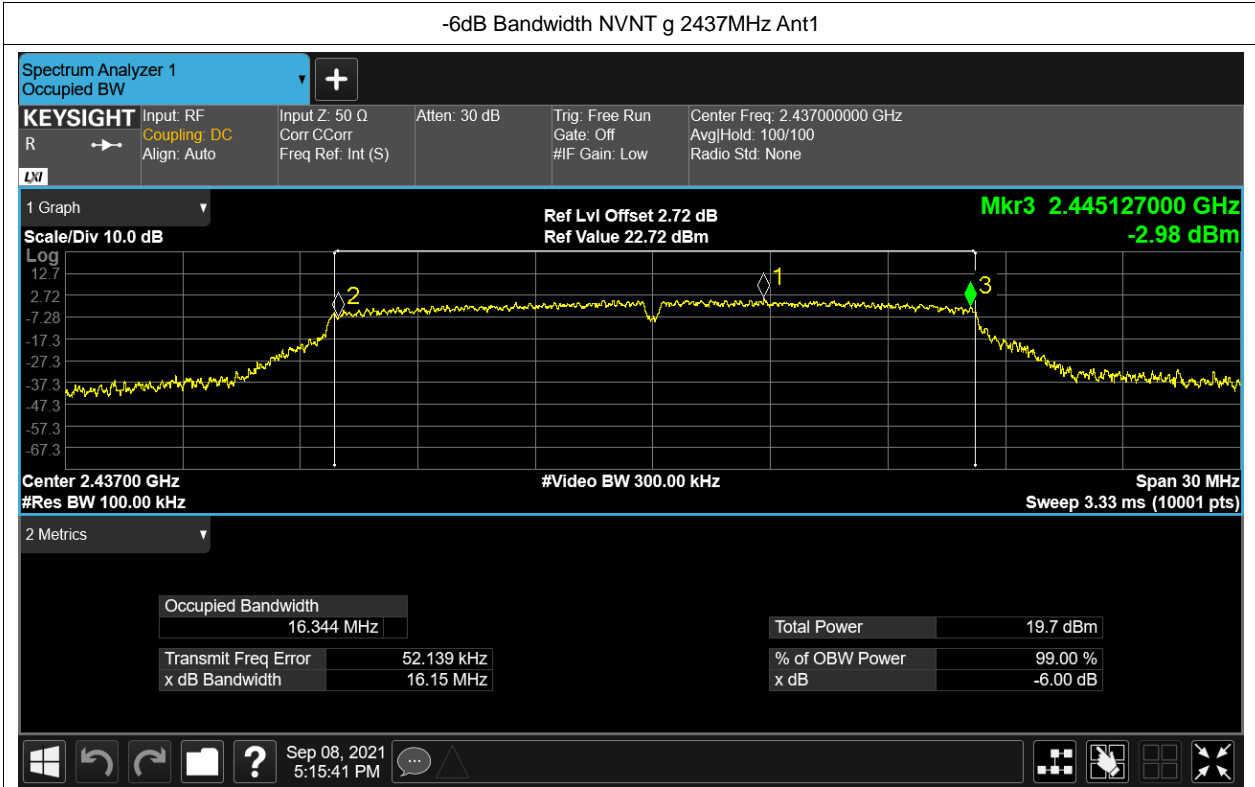 -6dB Bandwidth NVNT g 2437MHz Ant1
Spectrum Analyzer 1
Occupied BW
KEYSIGHT
R
LXI
Input: RF
Coupling: DC
Align: Auto
Input Z: 50 Ω
Corr CCorr
Freq Ref: Int (S)
Atten: 30 dB
Trig: Free Run
Gate: Off
#IF Gain: Low
Center Freq: 2.437000000 GHz
Avg|Hold: 100/100
Radio Std: None
1 Graph
Scale/Div 10.0 dB
Ref Lvl Offset 2.72 dB
Ref Value 22.72 dBm
Mkr3 2.445127000 GHz
-2.98 dBm
Log
12.7
2.72
-7.28
-17.3
-27.3
-37.3
-47.3
-57.3
-67.3
2
1
3
Center 2.43700 GHz
#Video BW 300.00 kHz
Span 30 MHz
#Res BW 100.00 kHz
Sweep 3.33 ms (10001 pts)
2 Metrics
Occupied Bandwidth
16.344 MHz
Transmit Freq Error 52.139 kHz
x dB Bandwidth 16.15 MHz
Total Power 19.7 dBm
% of OBW Power 99.00 %
x dB -6.00 dB
?
Sep 08, 2021
5:15:41 PM